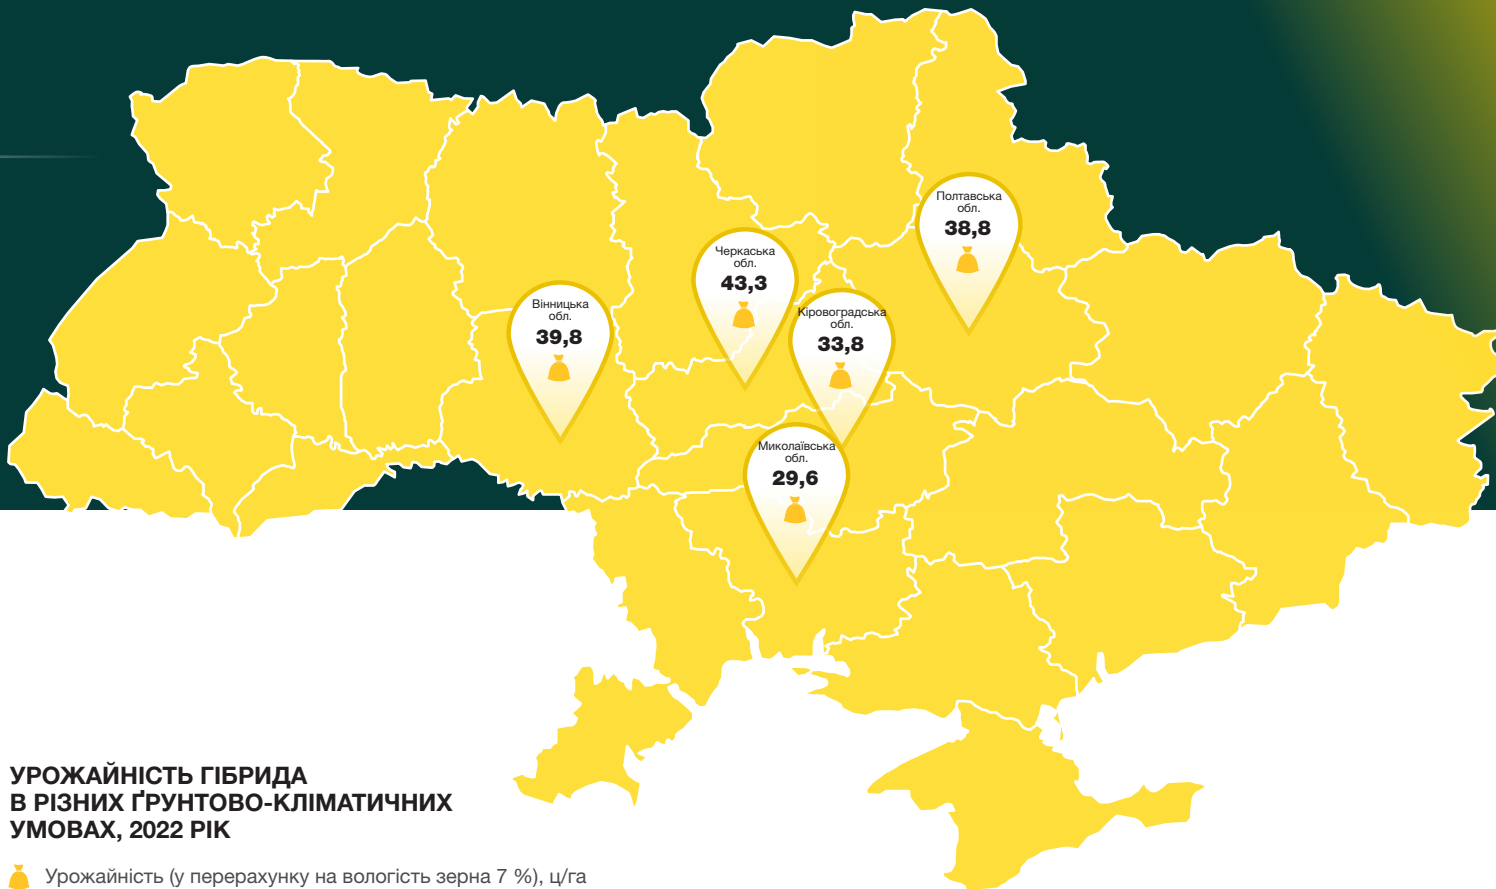 Полтавська
обл.
38,8
Черкаська
обл.
43,3
Вінницька
обл.
39,8
Кіровоградська
обл.
33,8
Миколаївська
обл.
29,6
УРОЖАЙНІСТЬ ГІБРИДА
В РІЗНИХ ҐРУНТОВО-КЛІМАТИЧНИХ
УМОВАХ, 2022 РІК
Урожайність (у перерахунку на вологість зерна 7 %), ц/га